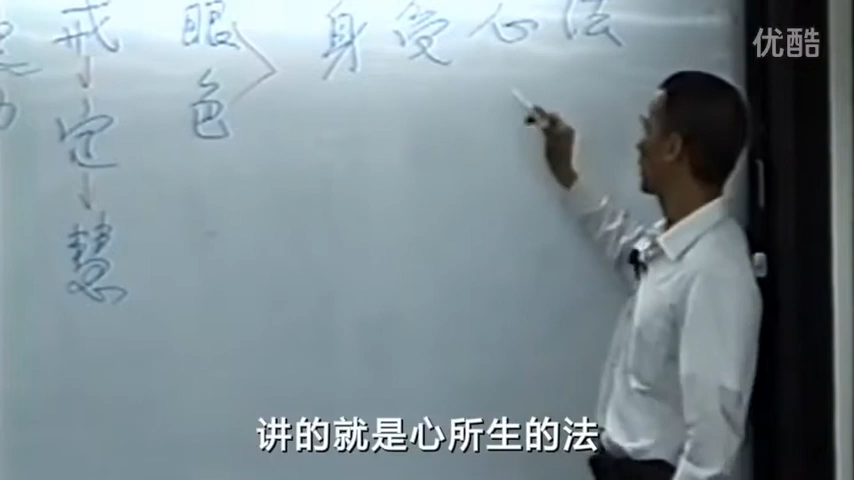 优酷
戒 眼 身受心法
定 色
慧
讲的就是心所生的法